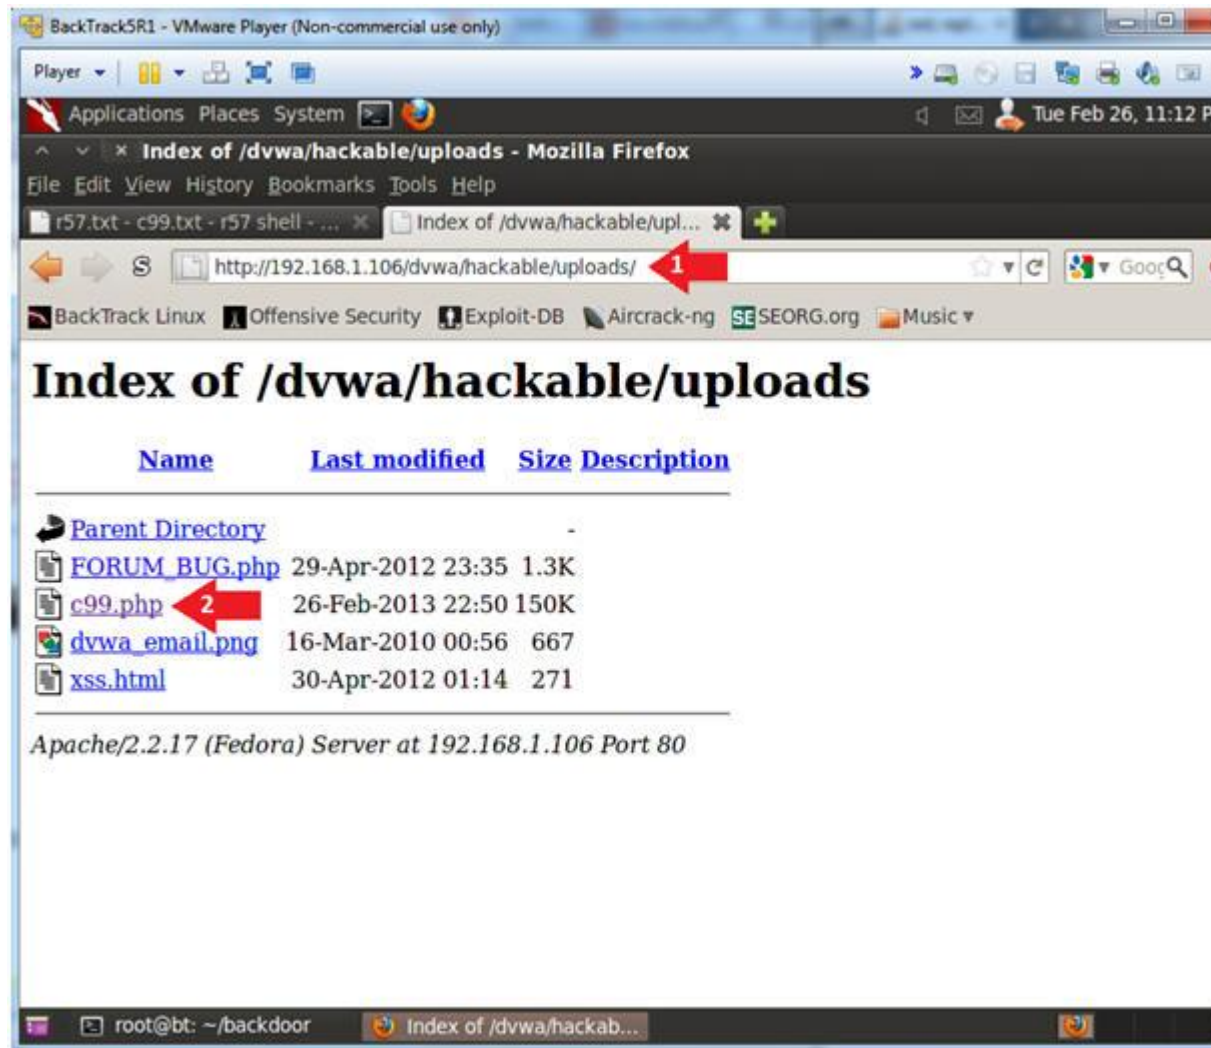 BackTrack5R1 - VMware Player (Non-commercial use only)
Player
Applications Places System
Tue Feb 26, 11:12 P
Index of /dvwa/hackable/uploads - Mozilla Firefox
File Edit View History Bookmarks Tools Help
r57.txt - c99.txt - r57 shell - ...
Index of /dvwa/hackable/upl...
http://192.168.1.106/dvwa/hackable/uploads/
1
Goog
BackTrack Linux Offensive Security Exploit-DB Aircrack-ng SE SEORG.org Music
Index of /dvwa/hackable/uploads
Name Last modified Size Description
Parent Directory -
FORUM_BUG.php 29-Apr-2012 23:35 1.3K
c99.php 2 26-Feb-2013 22:50 150K
dvwa_email.png 16-Mar-2010 00:56 667
xss.html 30-Apr-2012 01:14 271
Apache/2.2.17 (Fedora) Server at 192.168.1.106 Port 80
root@bt: ~/backdoor
Index of /dvwa/hackab...